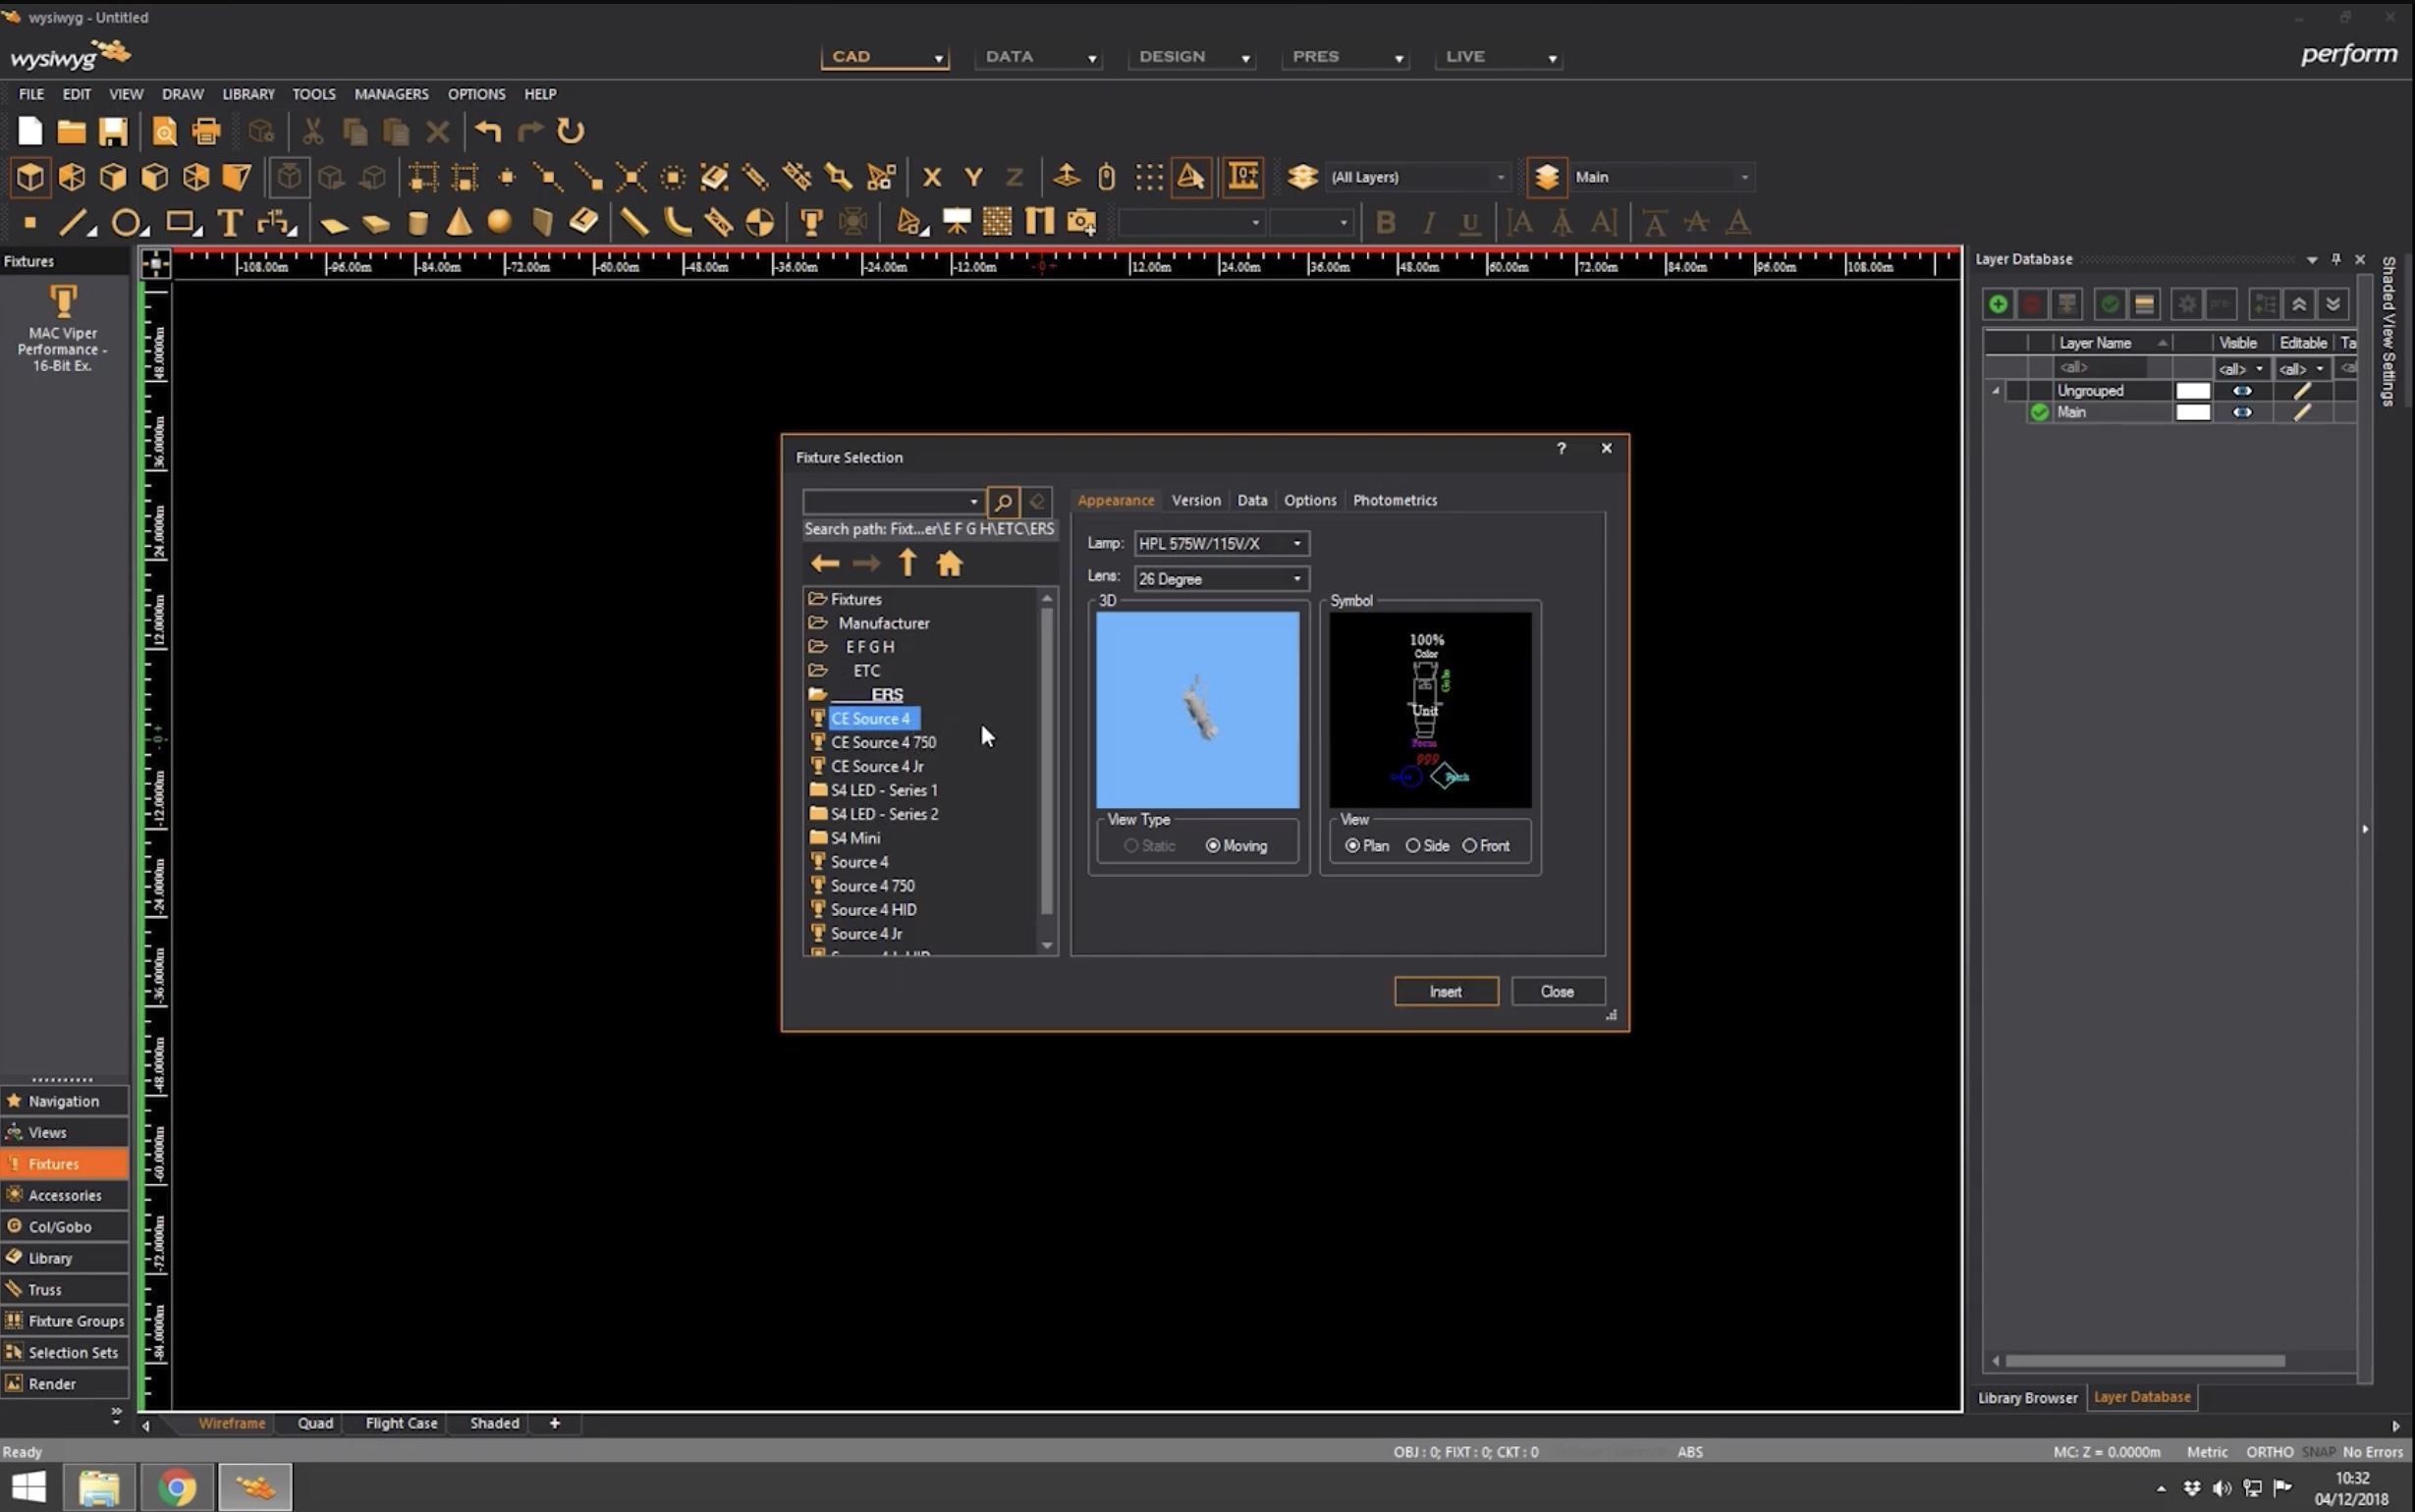 wysiwyg - Untitled
wysiwyg
CAD DATA DESIGN PRES LIVE
perform
FILE EDIT VIEW DRAW LIBRARY TOOLS MANAGERS OPTIONS HELP
X Y Z
(All Layers)
Main
T
B I U
Fixtures
MAC Viper
Performance -
16-Bit Ex.
-108.00m -96.00m -84.00m -72.00m -60.00m -48.00m -36.00m -24.00m -12.00m -0+ 12.00m 24.00m 36.00m 48.00m 60.00m 72.00m 84.00m 96.00m 108.00m
48.0000m
36.0000m
24.0000m
12.0000m
-0+
-12.0000m
-24.0000m
-36.0000m
-48.0000m
-60.0000m
-72.0000m
-84.0000m
Fixture Selection
? ×
Search path: Fixt...er\E F G H\ETC\ERS
Fixtures
Manufacturer
E F G H
ETC
ERS
CE Source 4
CE Source 4 750
CE Source 4 Jr
S4 LED - Series 1
S4 LED - Series 2
S4 Mini
Source 4
Source 4 750
Source 4 HID
Source 4 Jr
Appearance Version Data Options Photometrics
Lamp: HPL 575W/115V/X
Lens: 26 Degree
3D
Symbol
100%
Color
Gobo
26
Unit
Focus
999
Patch
View Type
Static Moving
View
Plan Side Front
Insert Close
Layer Database
Layer Name Visible Editable Ta
<all> <all> <all>
Ungrouped
Main
Shaded View Settings
Library Browser Layer Database
Navigation
Views
Fixtures
Accessories
Col/Gobo
Library
Truss
Fixture Groups
Selection Sets
Render
Wireframe Quad Flight Case Shaded +
Ready
OBJ : 0; FIXT : 0; CKT : 0
ABS
MC: Z = 0.0000m Metric ORTHO SNAP No Errors
10:32
04/12/2018